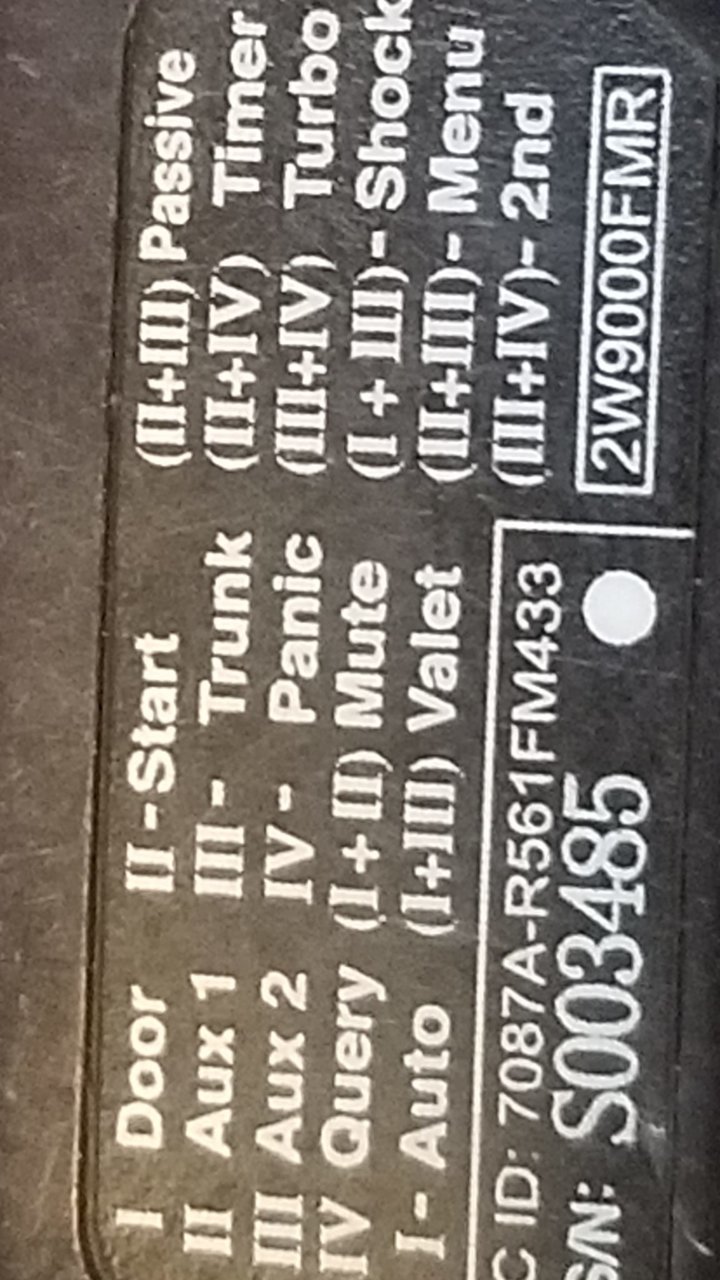 I Door II - Start (II+III) Passive
II Aux 1 III - Trunk (II+IV) Timer
III Aux 2 IV - Panic (III+IV) Turbo
IV Query (I + II) Mute (I + III) - Shock
I - Auto (I+III) Valet (II+III) - Menu
(III+IV) - 2nd
C ID: 7087A-R561FM433
S/N: S003485
2W9000FMR